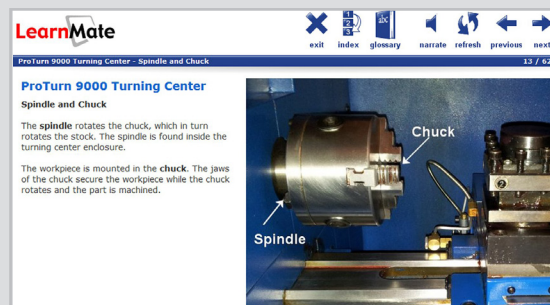 LearnMate
exit index glossary narrate refresh previous next
ProTurn 9000 Turning Center - Spindle and Chuck 13 / 62
ProTurn 9000 Turning Center
Spindle and Chuck
The spindle rotates the chuck, which in turn
rotates the stock. The spindle is found inside the
turning center enclosure.
The workpiece is mounted in the chuck. The jaws
of the chuck secure the workpiece while the chuck
rotates and the part is machined.
Chuck
Spindle